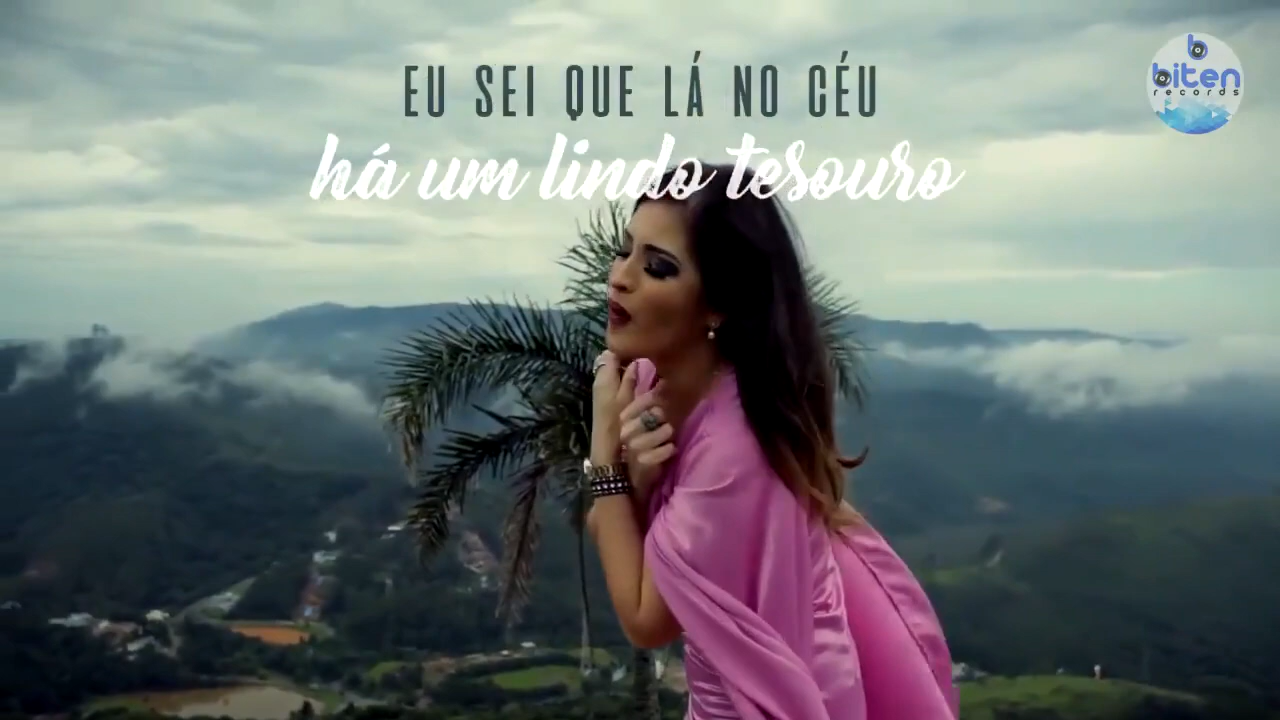 EU SEI QUE LÁ NO CÉU
há um lindo tesouro
b
biten
records